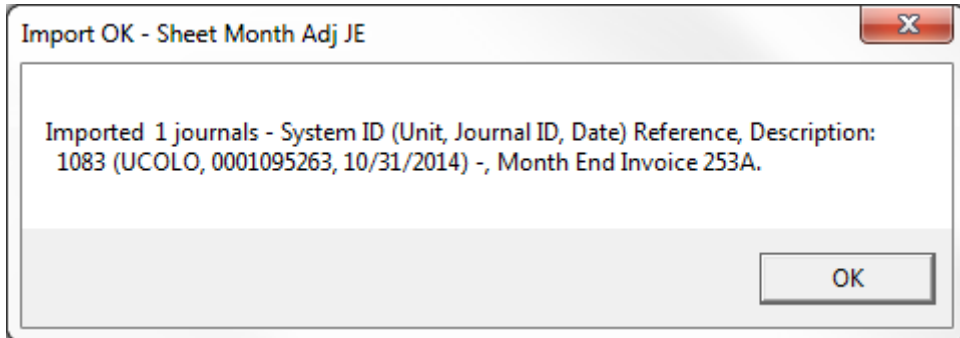 Import OK - Sheet Month Adj JE
Imported 1 journals - System ID (Unit, Journal ID, Date) Reference, Description:
1083 (UCOLO, 0001095263, 10/31/2014) -, Month End Invoice 253A.
OK